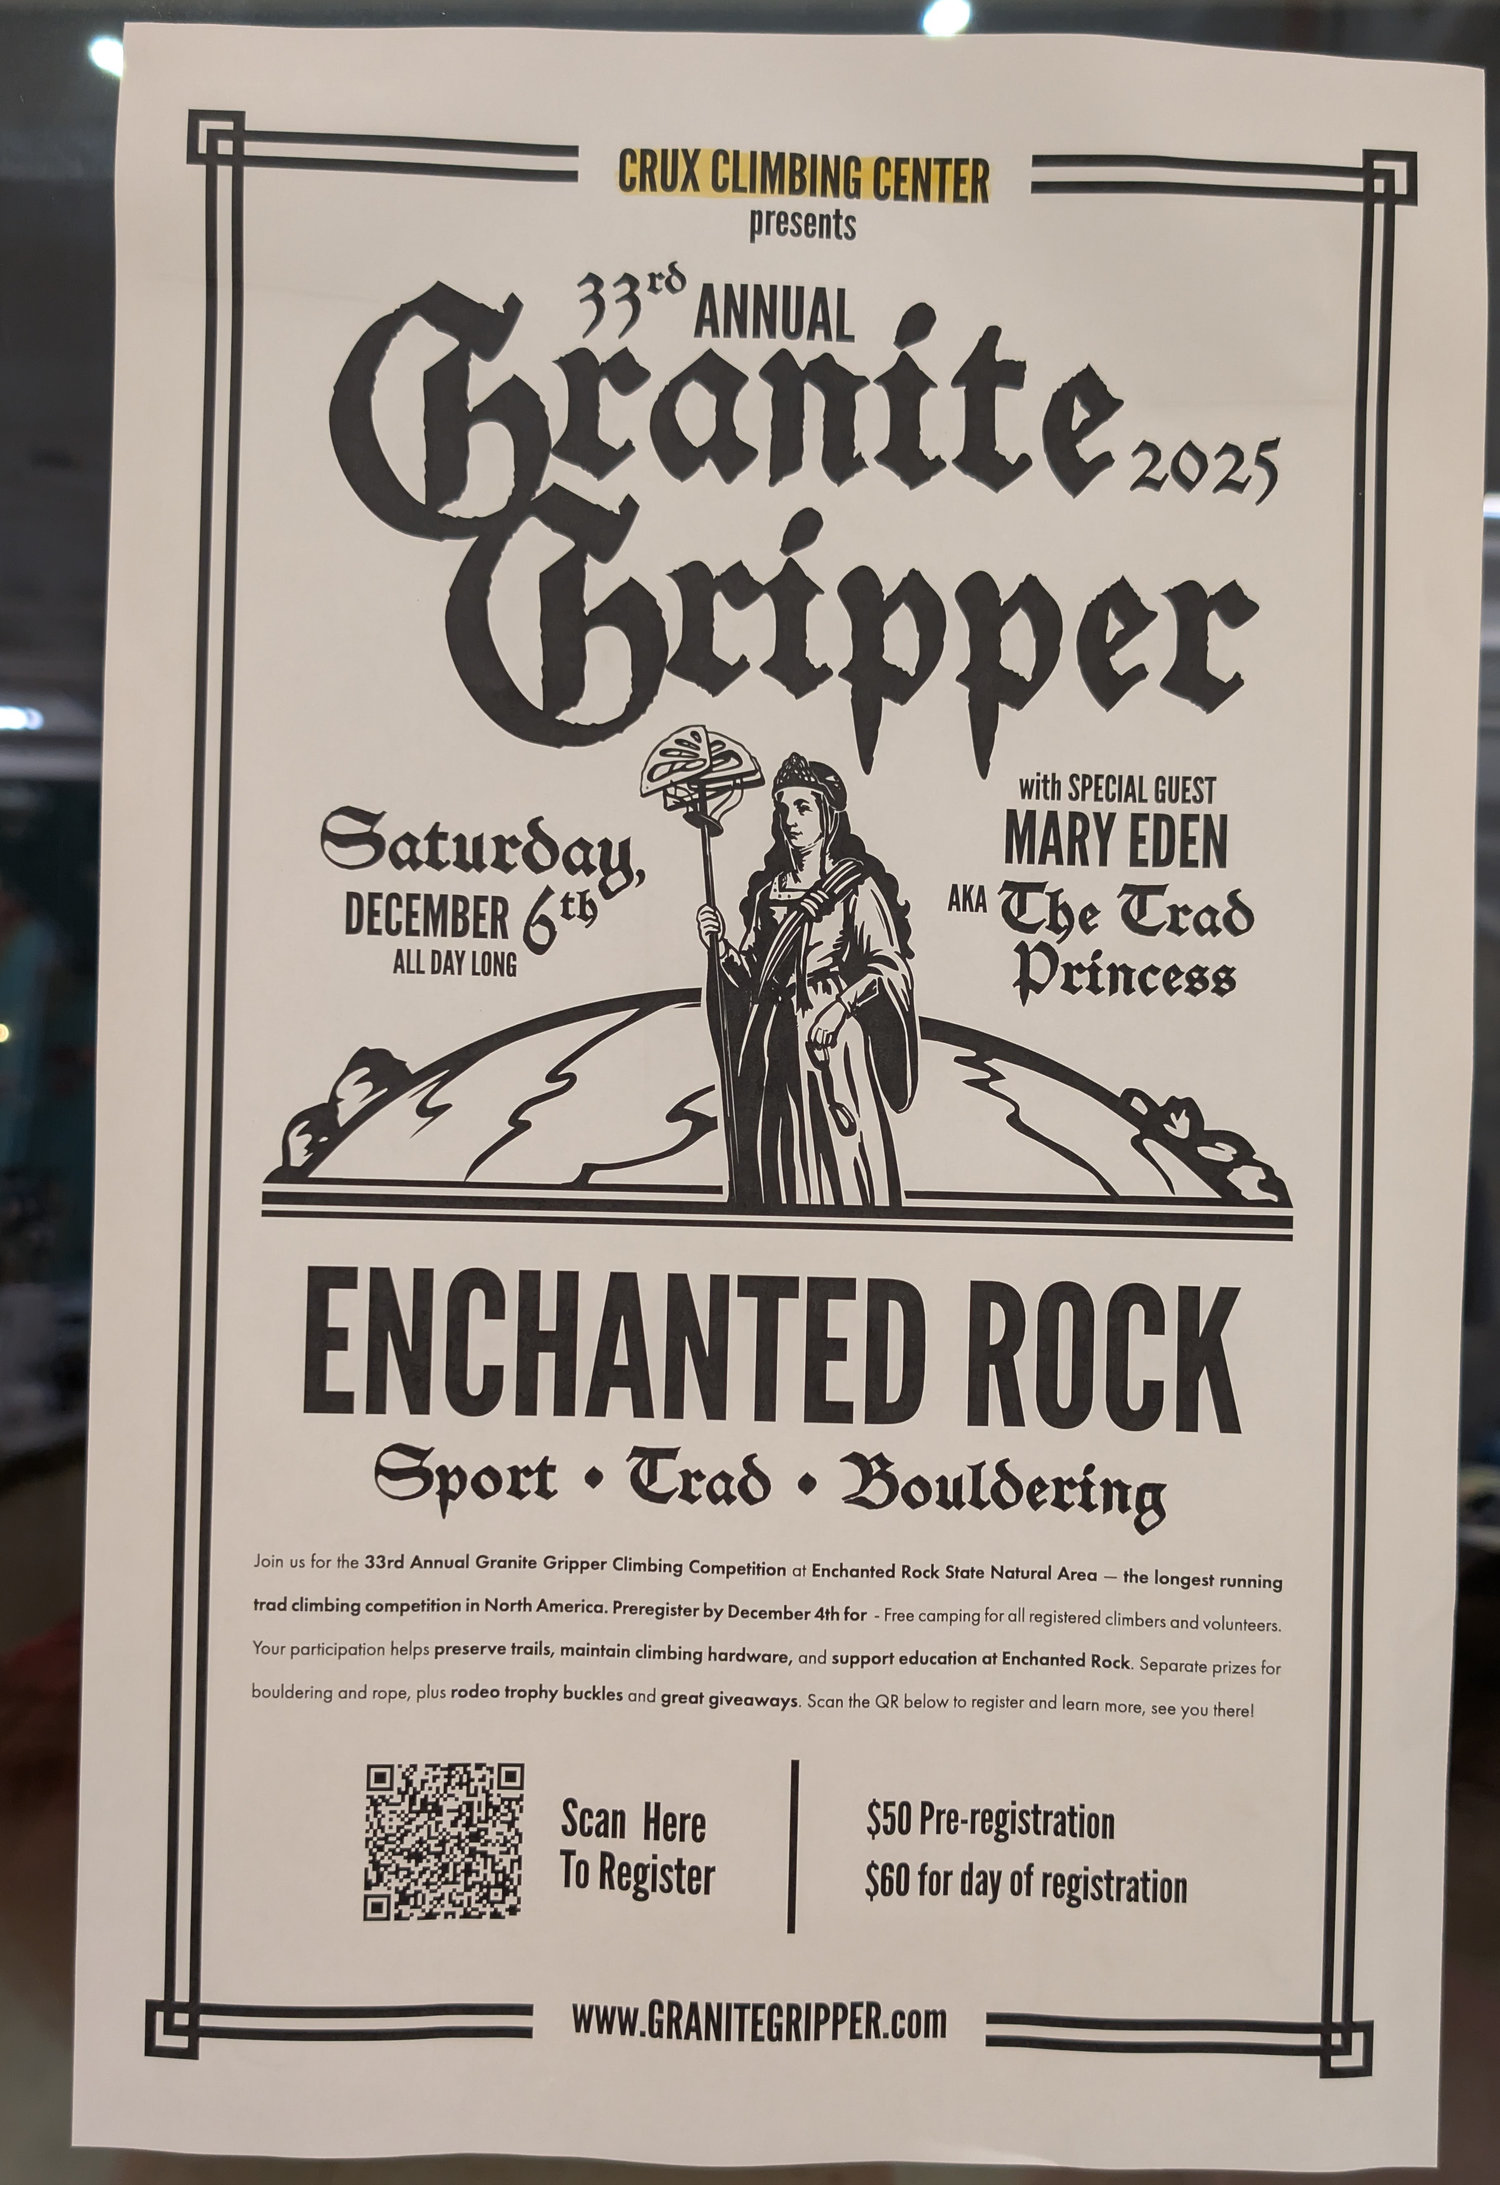 CRUX CLIMBING CENTER
presents
33rd ANNUAL
Granite 2025
Gripper
Saturday,
DECEMBER 6th
ALL DAY LONG
with SPECIAL GUEST
MARY EDEN
AKA The Trad
Princess
ENCHANTED ROCK
Sport • Trad • Bouldering
Join us for the 33rd Annual Granite Gripper Climbing Competition at Enchanted Rock State Natural Area — the longest running
trad climbing competition in North America. Preregister by December 4th for - Free camping for all registered climbers and volunteers.
Your participation helps preserve trails, maintain climbing hardware, and support education at Enchanted Rock. Separate prizes for
bouldering and rope, plus rodeo trophy buckles and great giveaways. Scan the QR below to register and learn more, see you there!
Scan Here
To Register
$50 Pre-registration
$60 for day of registration
www.GRANITEGRIPPER.com